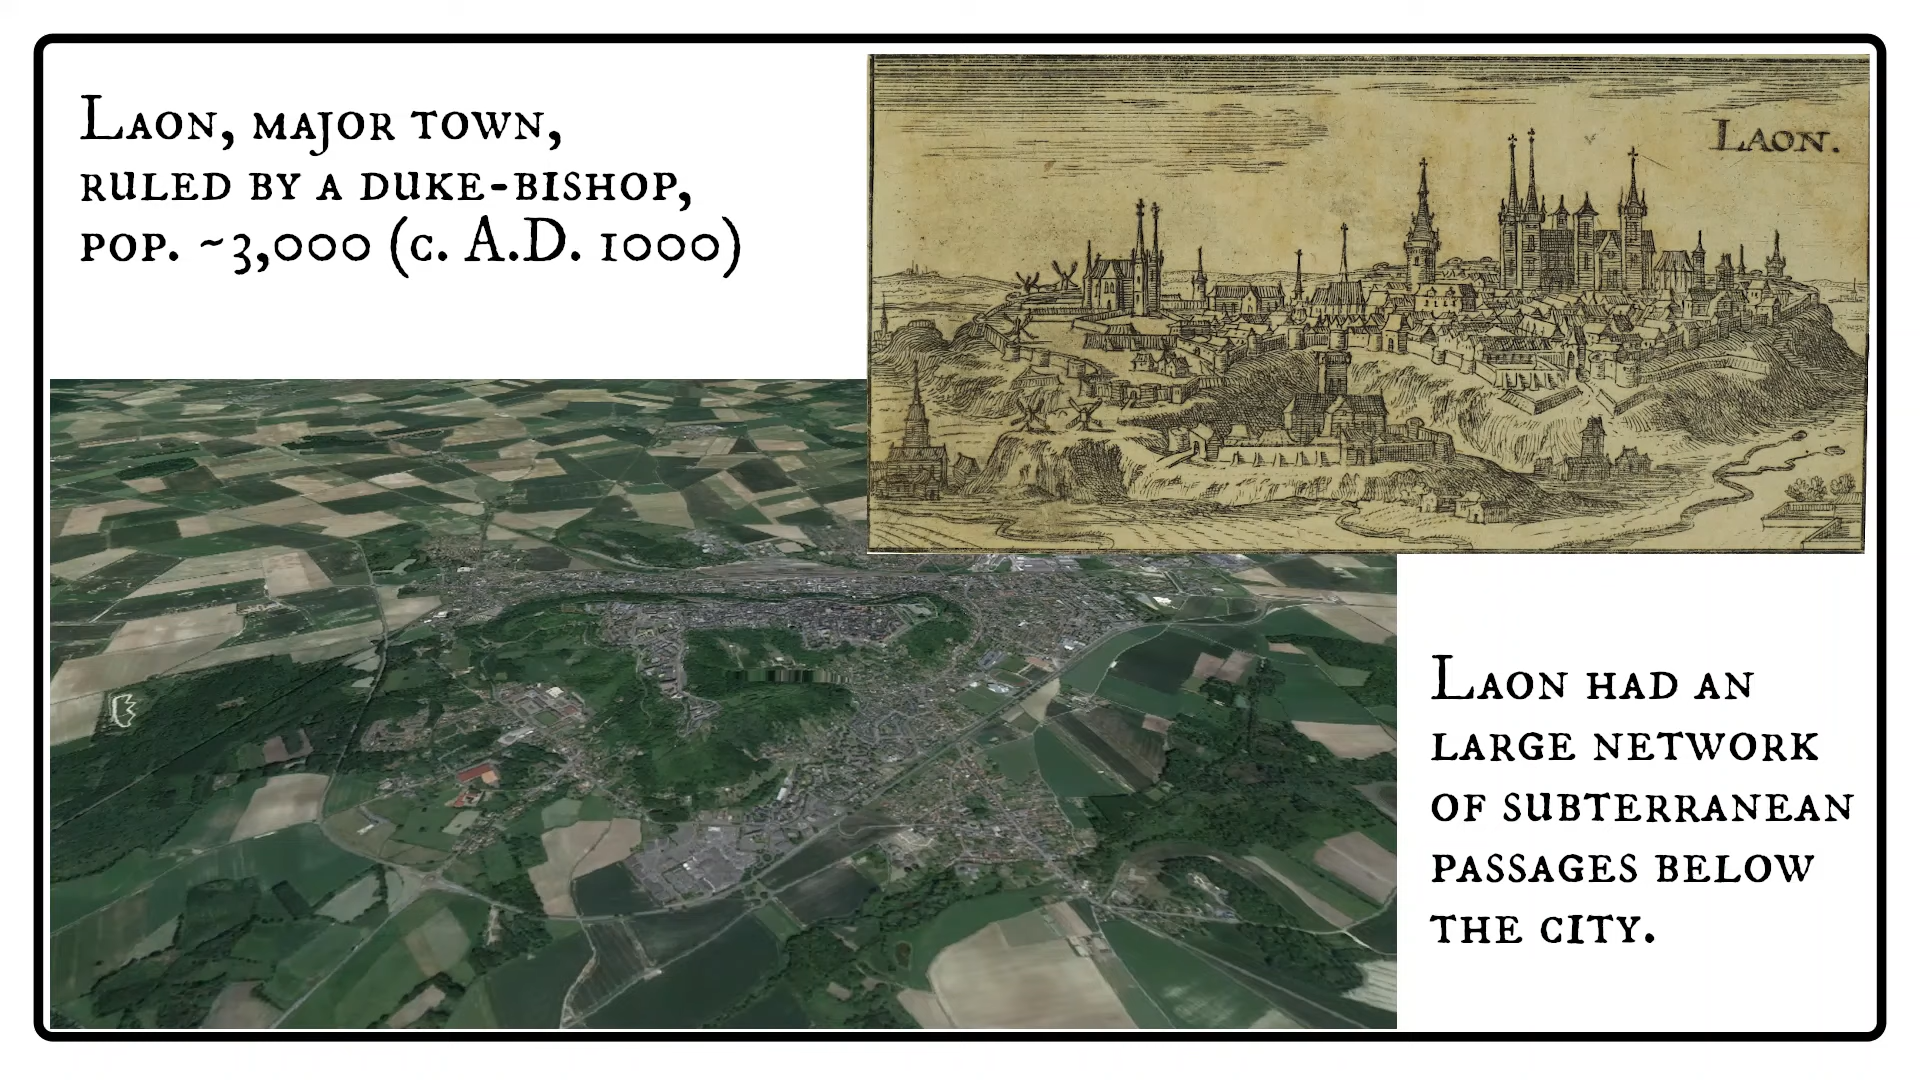 Laon, major town,
ruled by a duke-bishop,
pop. ~3,000 (c. A.D. 1000)
Laon.
Laon had an
large network
of subterranean
passages below
the city.